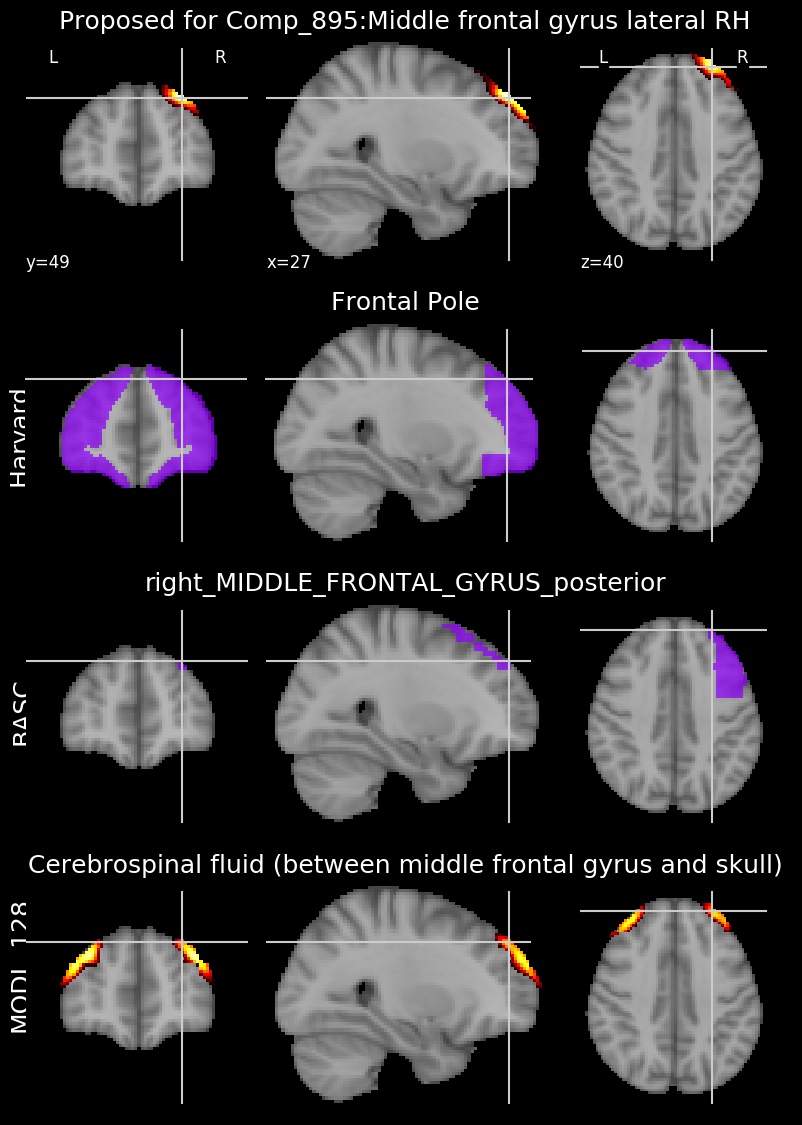 Proposed for Comp_895:Middle frontal gyrus lateral RH
L R L R
y=49 x=27 z=40
Frontal Pole
Harvard
right_MIDDLE_FRONTAL_GYRUS_posterior
BASC
Cerebrospinal fluid (between middle frontal gyrus and skull)
MODL 128